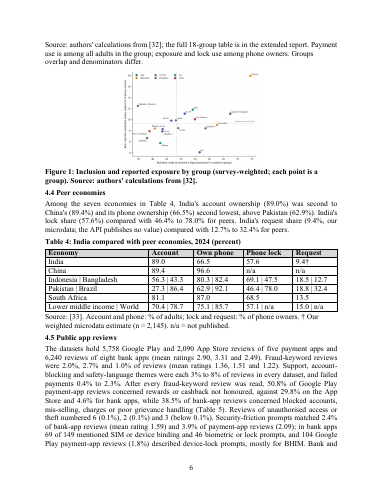 Source: authors' calculations from [32]; the full 18-group table is in the extended report. Payment
use is among all adults in the group; exposure and lock use among phone owners. Groups
overlap and denominators differ.
Figure 1: Inclusion and reported exposure by group (survey-weighted; each point is a
group). Source: authors' calculations from [32].
4.4 Peer economies
Among the seven economies in Table 4, India's account ownership (89.0%) was second to
China's (89.4%) and its phone ownership (66.5%) second lowest, above Pakistan (62.9%). India's
lock share (57.6%) compared with 46.4% to 78.0% for peers. India's request share (9.4%, our
microdata; the API publishes no value) compared with 12.7% to 32.4% for peers.
Table 4: India compared with peer economies, 2024 (percent)
Economy Account Own phone Phone lock Request
India 89.0 66.5 57.6 9.4†
China 89.4 96.6 n/a n/a
Indonesia | Bangladesh 56.3 | 43.3 80.3 | 82.4 69.1 | 47.5 18.5 | 12.7
Pakistan | Brazil 27.3 | 86.4 62.9 | 92.1 46.4 | 78.0 18.8 | 32.4
South Africa 81.1 87.0 68.5 13.5
Lower middle income | World 70.4 | 78.7 75.1 | 85.7 57.1 | n/a 15.0 | n/a
Source: [33]. Account and phone: % of adults; lock and request: % of phone owners. † Our
weighted microdata estimate (n = 2,145). n/a = not published.
4.5 Public app reviews
The datasets hold 5,758 Google Play and 2,090 App Store reviews of five payment apps and
6,240 reviews of eight bank apps (mean ratings 2.90, 3.31 and 2.49). Fraud-keyword reviews
were 2.0%, 2.7% and 1.0% of reviews (mean ratings 1.36, 1.51 and 1.22). Support, account-
blocking and safety-language themes were each 3% to 8% of reviews in every dataset, and failed
payments 0.4% to 2.3%. After every fraud-keyword review was read, 50.8% of Google Play
payment-app reviews concerned rewards or cashback not honoured, against 29.8% on the App
Store and 4.6% for bank apps, while 38.5% of bank-app reviews concerned blocked accounts,
mis-selling, charges or poor grievance handling (Table 5). Reviews of unauthorised access or
theft numbered 6 (0.1%), 2 (0.1%) and 3 (below 0.1%). Security-friction prompts matched 2.4%
of bank-app reviews (mean rating 1.59) and 3.9% of payment-app reviews (2.09); in bank apps
69 of 149 mentioned SIM or device binding and 46 biometric or lock prompts, and 104 Google
Play payment-app reviews (1.8%) described device-lock prompts, mostly for BHIM. Bank and
6